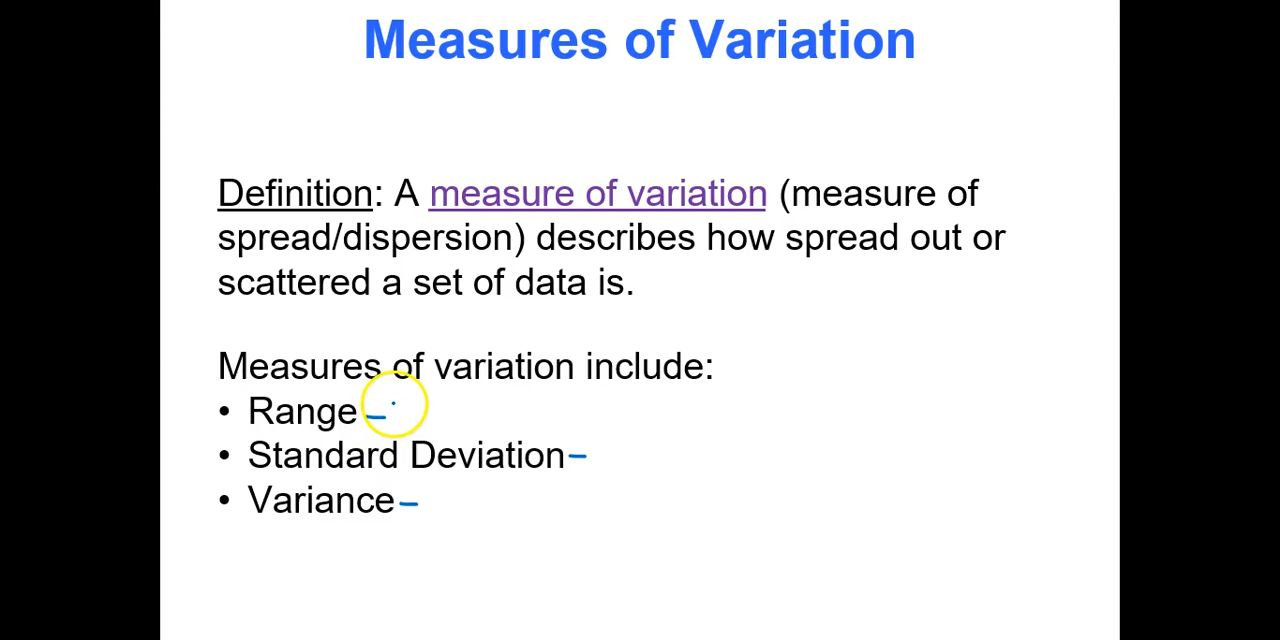 Measures of Variation
Definition: A measure of variation (measure of
spread/dispersion) describes how spread out or
scattered a set of data is.
Measures of variation include:
• Range –
• Standard Deviation –
• Variance –